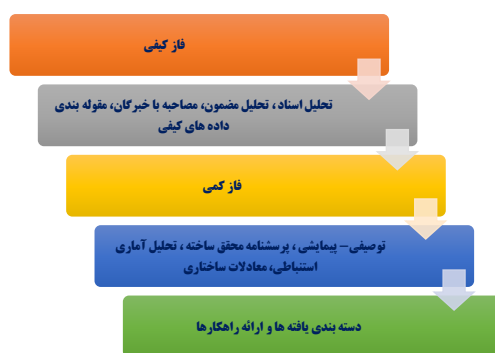 فاز کیفی
تحلیل اسناد ، تحلیل مضمون، مصاحبه با خبرگان، مقوله بندی
داده های کیفی
فاز کمی
توصیفی- پیمایشی ، پرسشنامه محقق ساخته ، تحلیل آماری
استنباطی، معادلات ساختاری
دسته بندی یافته ها و ارائه راهکارها